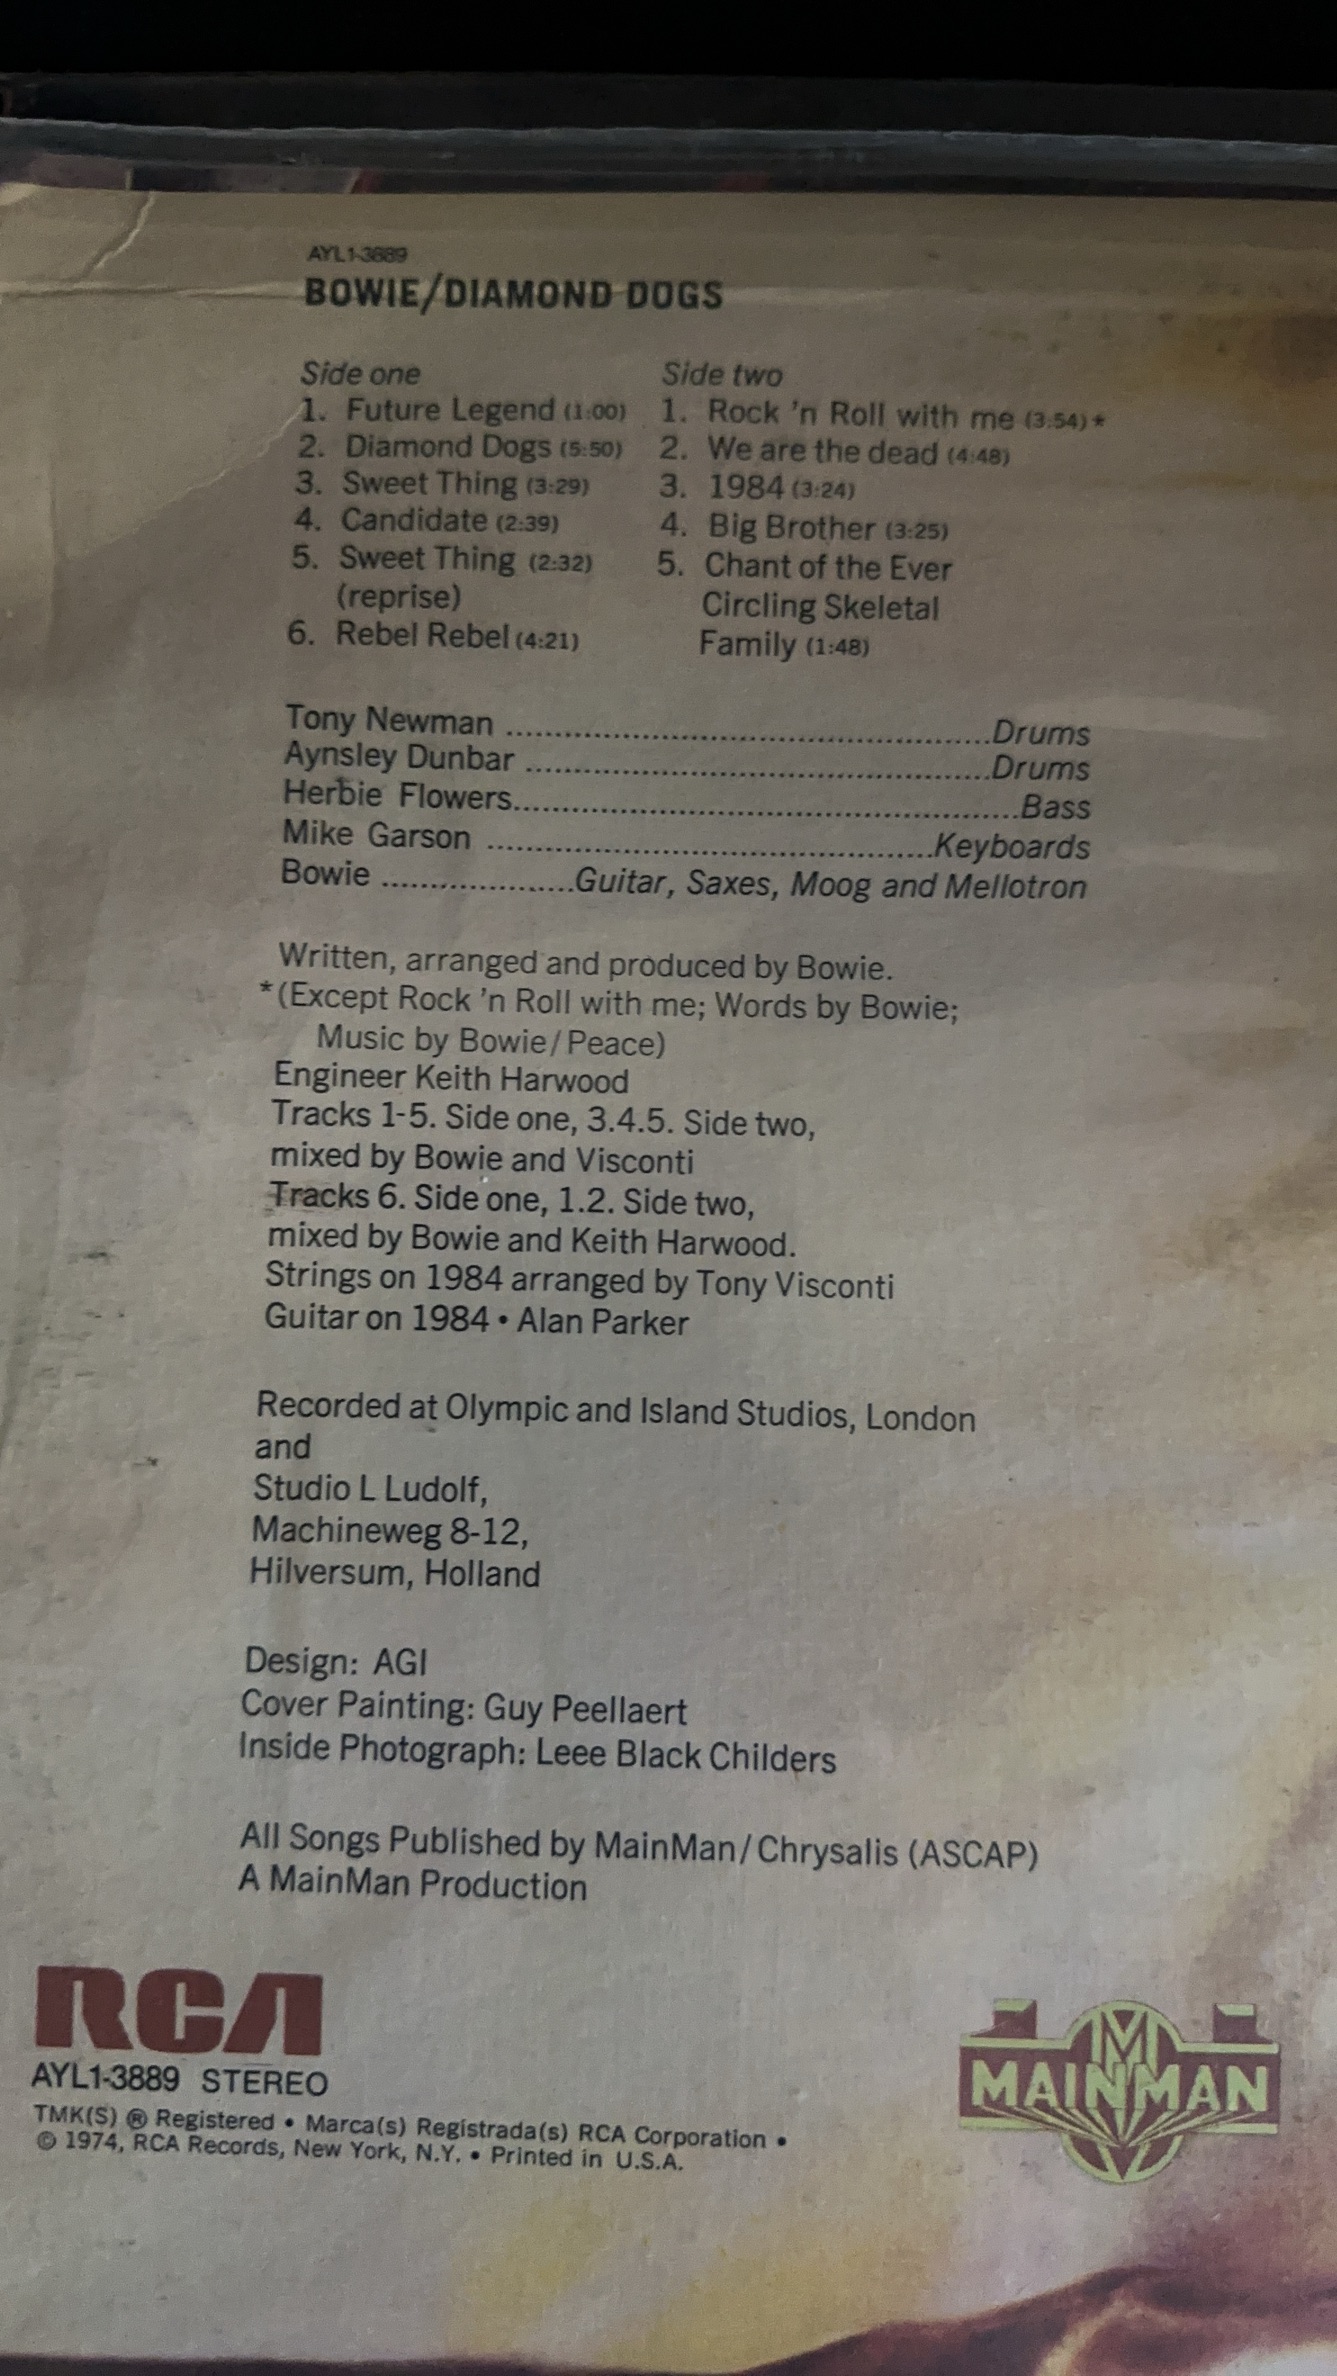 AYL1-3889
BOWIE/DIAMOND DOGS
Side one
1. Future Legend (1:00)
2. Diamond Dogs (5:50)
3. Sweet Thing (3:29)
4. Candidate (2:39)
5. Sweet Thing (2:32)
(reprise)
6. Rebel Rebel (4:21)
Side two
1. Rock 'n Roll with me (3:54)*
2. We are the dead (4:48)
3. 1984 (3:24)
4. Big Brother (3:25)
5. Chant of the Ever
Circling Skeletal
Family (1:48)
Tony Newman ..................................................Drums
Aynsley Dunbar ................................................Drums
Herbie Flowers.....................................................Bass
Mike Garson ..............................................Keyboards
Bowie ....................Guitar, Saxes, Moog and Mellotron
Written, arranged and produced by Bowie.
*(Except Rock 'n Roll with me; Words by Bowie;
Music by Bowie/Peace)
Engineer Keith Harwood
Tracks 1-5. Side one, 3.4.5. Side two,
mixed by Bowie and Visconti
Tracks 6. Side one, 1.2. Side two,
mixed by Bowie and Keith Harwood.
Strings on 1984 arranged by Tony Visconti
Guitar on 1984 • Alan Parker
Recorded at Olympic and Island Studios, London
and
Studio L Ludolf,
Machineweg 8-12,
Hilversum, Holland
Design: AGI
Cover Painting: Guy Peellaert
Inside Photograph: Leee Black Childers
All Songs Published by MainMan/Chrysalis (ASCAP)
A MainMan Production
RCA
AYL1-3889 STEREO
TMK(S) ® Registered • Marca(s) Registrada(s) RCA Corporation •
© 1974, RCA Records, New York, N.Y. • Printed in U.S.A.
M
MAINMAN